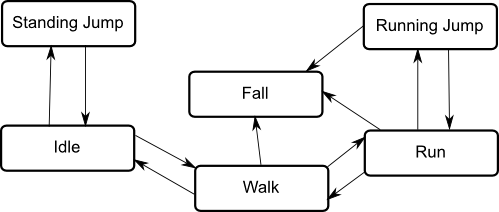 Standing Jump
Running Jump
Fall
Idle
Run
Walk